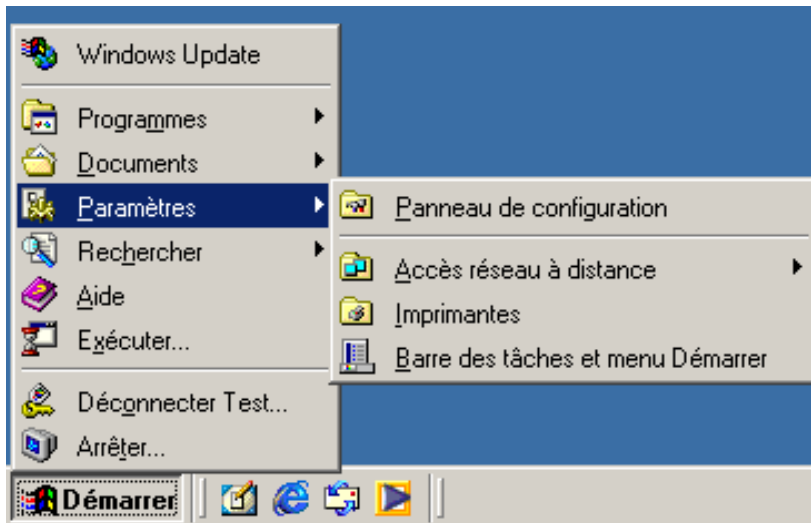 Windows Update
Programmes
Documents
Paramètres
Rechercher
Aide
Exécuter...
Déconnecter Test...
Arrêter...
Panneau de configuration
Accès réseau à distance
Imprimantes
Barre des tâches et menu Démarrer
Démarrer